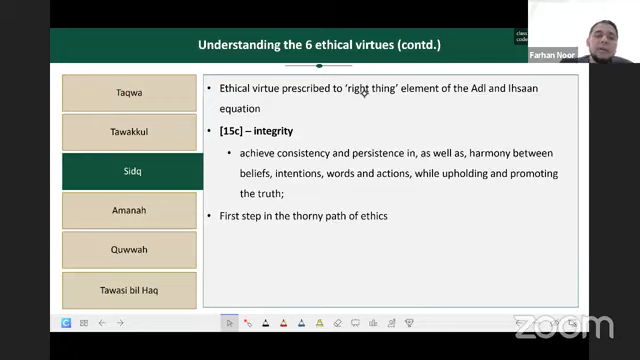 Understanding the 6 ethical virtues (contd.)
class
code
Farhan Noor
Taqwa
Tawakkul
Sidq
Amanah
Quwwah
Tawasi bil Haq
• Ethical virtue prescribed to ‘right thing’ element of the Adl and Ihsaan
equation
• [15c] – integrity
• achieve consistency and persistence in, as well as, harmony between
beliefs, intentions, words and actions, while upholding and promoting
the truth;
• First step in the thorny path of ethics
zoom